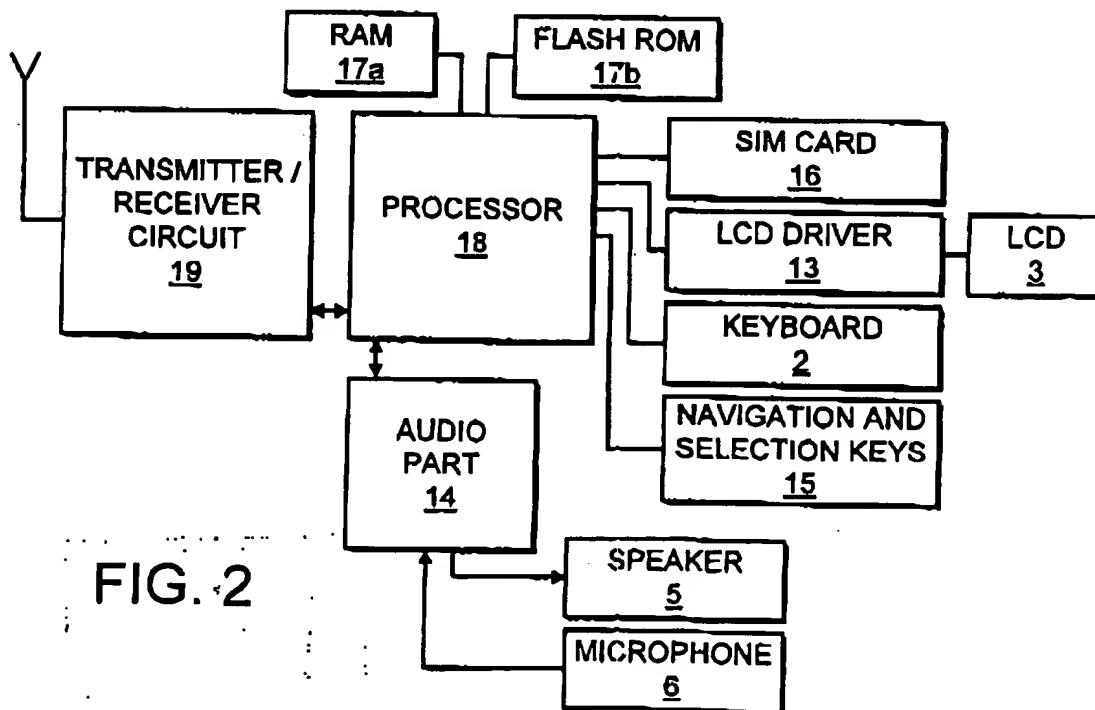 RAM
17a
FLASH ROM
17b
TRANSMITTER /
RECEIVER
CIRCUIT
19
PROCESSOR
18
SIM CARD
16
LCD DRIVER
13
LCD
3
KEYBOARD
2
NAVIGATION AND
SELECTION KEYS
15
AUDIO
PART
14
SPEAKER
5
MICROPHONE
6
FIG. 2